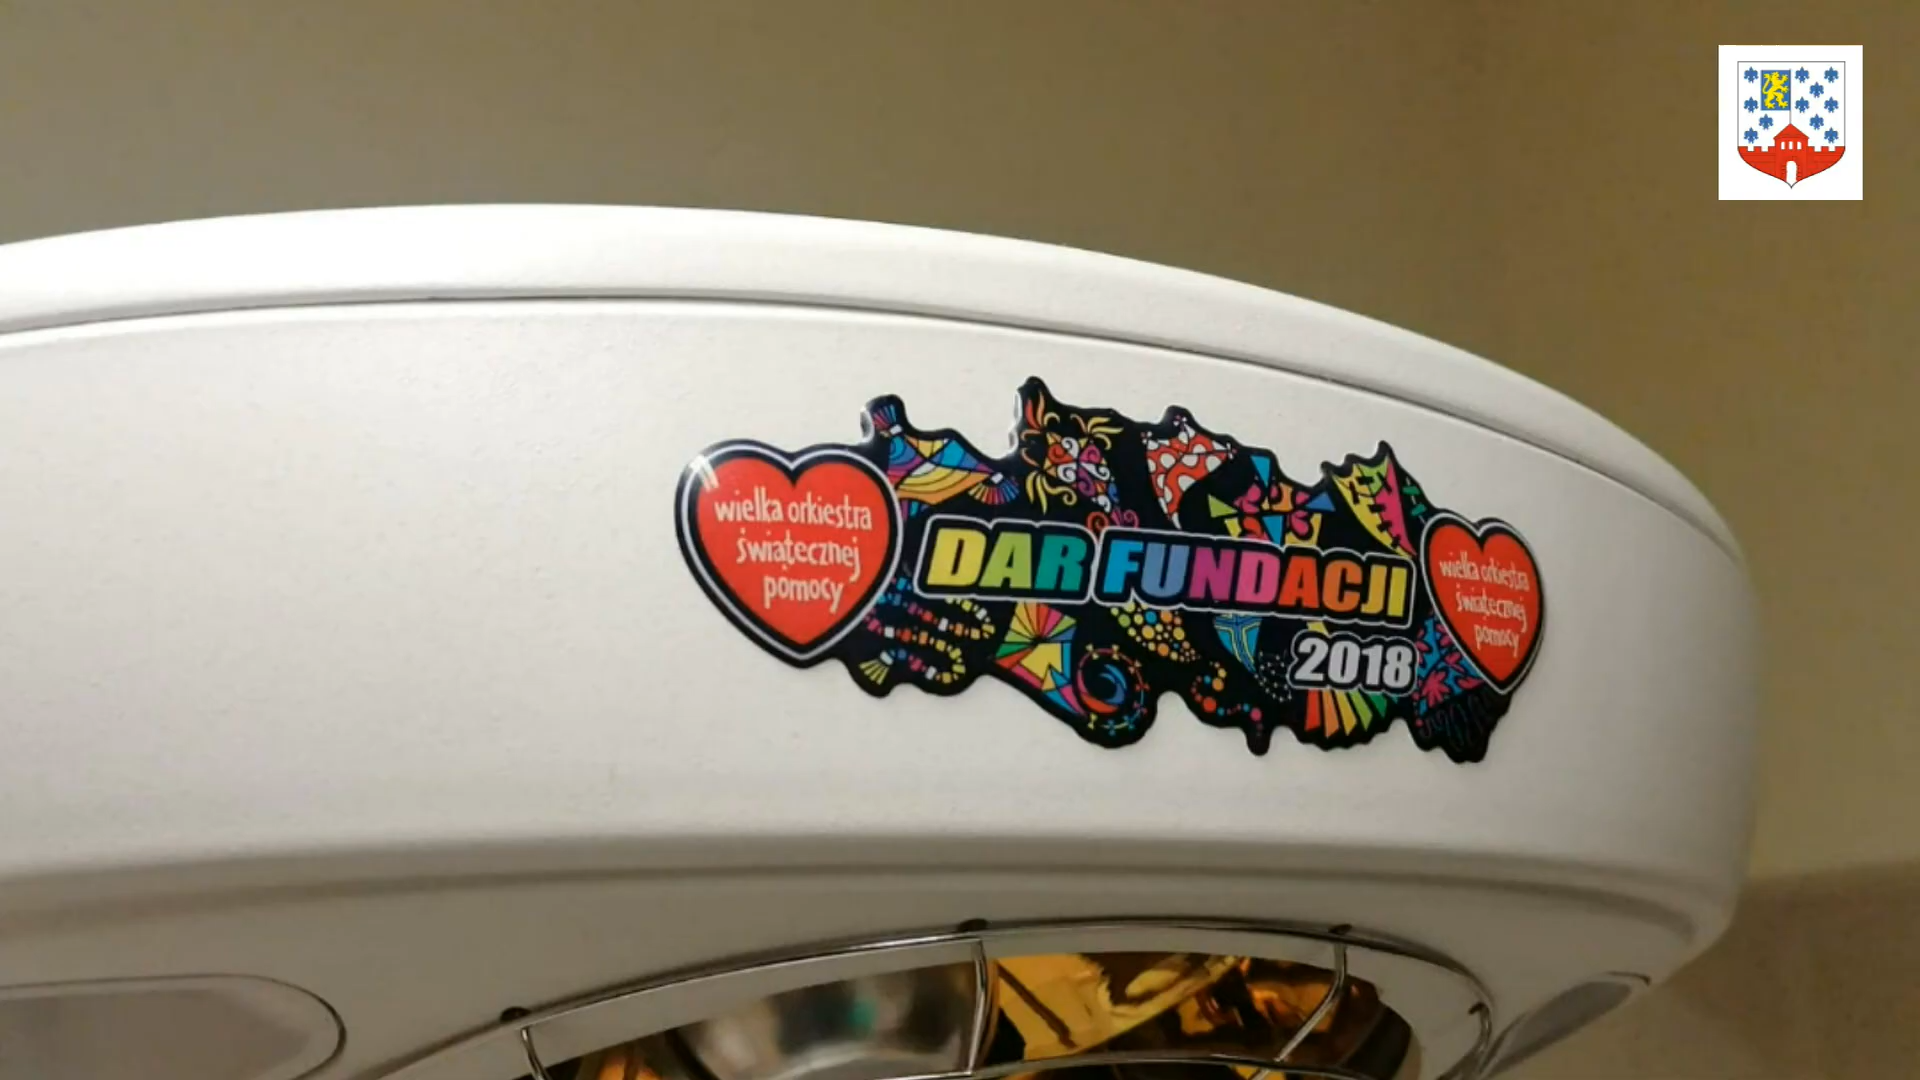 wielka orkiestra
świątecznej
pomocy
DAR FUNDACJI
2018
wielka orkiestra
świątecznej
pomocy